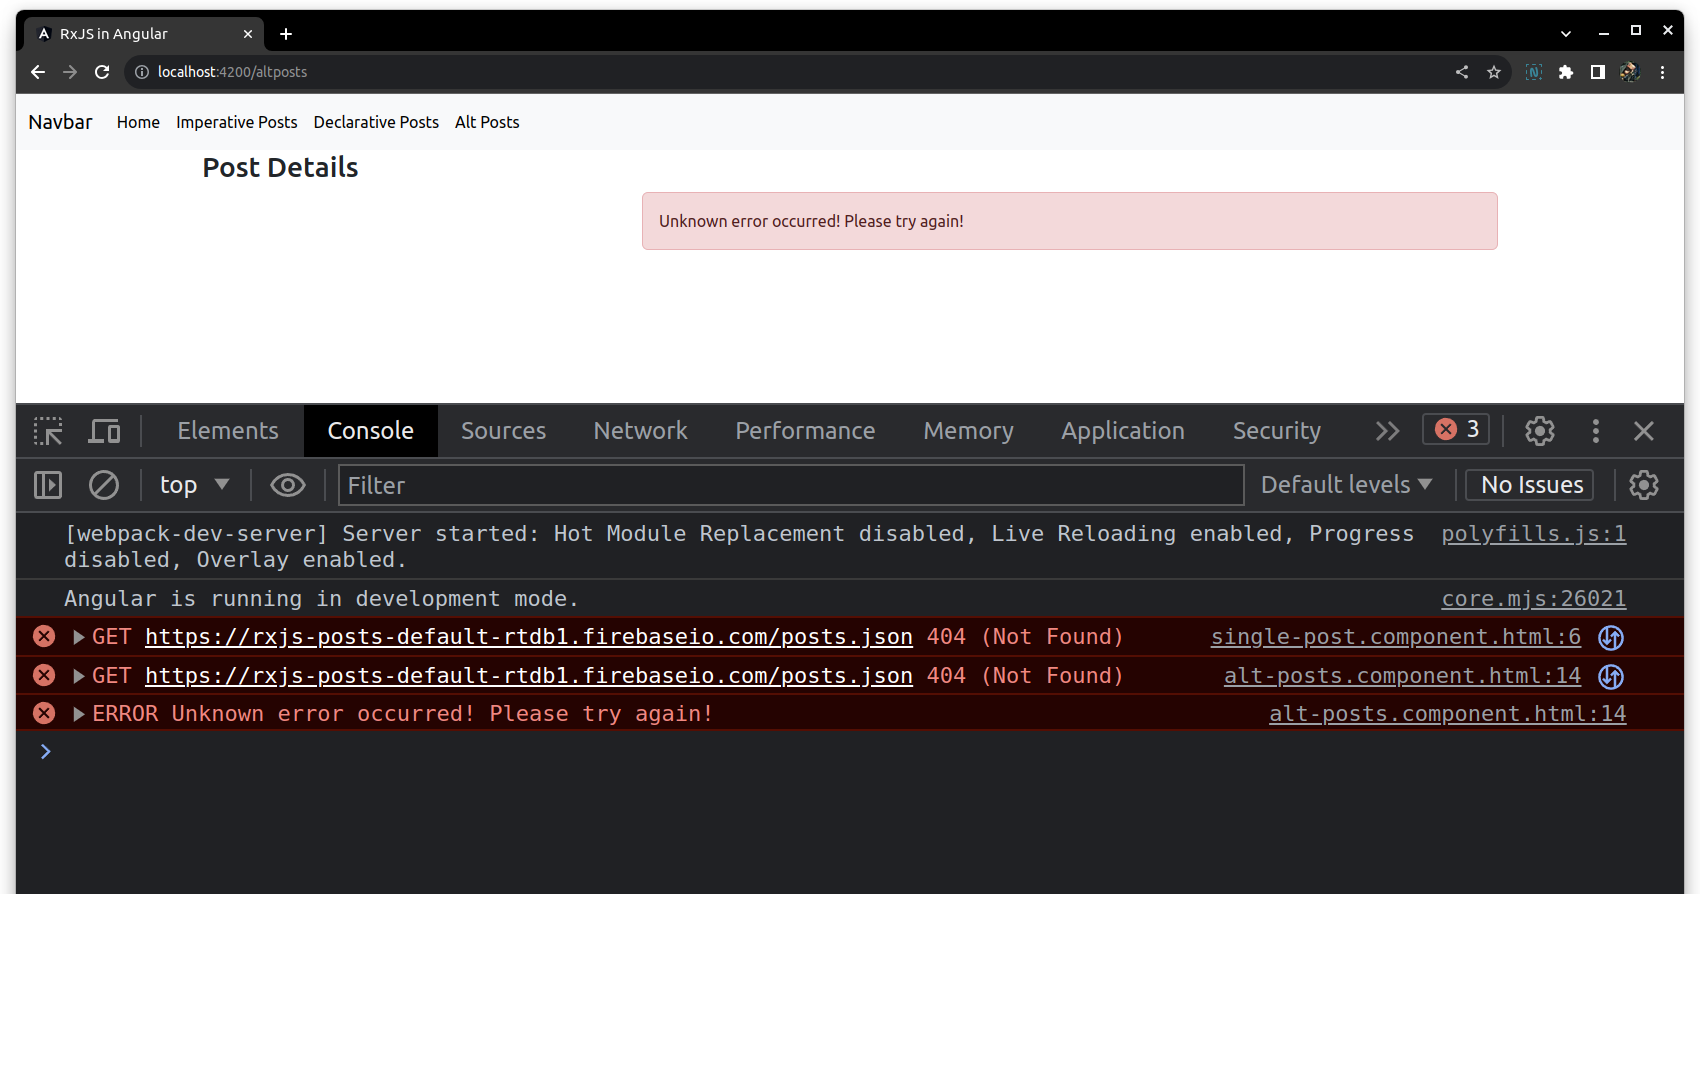 RxJS in Angular
localhost:4200/altposts
Navbar Home Imperative Posts Declarative Posts Alt Posts
Post Details
Unknown error occurred! Please try again!
Elements Console Sources Network Performance Memory Application Security 3
top Filter Default levels No Issues
[webpack-dev-server] Server started: Hot Module Replacement disabled, Live Reloading enabled, Progress polyfills.js:1
disabled, Overlay enabled.
Angular is running in development mode. core.mjs:26021
GET https://rxjs-posts-default-rtdb1.firebaseio.com/posts.json 404 (Not Found) single-post.component.html:6
GET https://rxjs-posts-default-rtdb1.firebaseio.com/posts.json 404 (Not Found) alt-posts.component.html:14
ERROR Unknown error occurred! Please try again! alt-posts.component.html:14